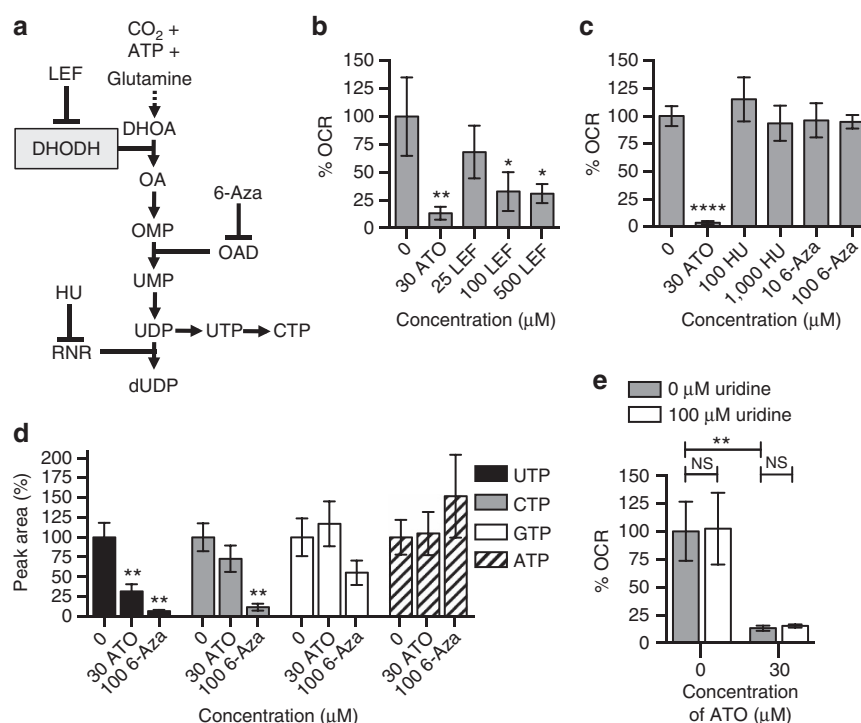 a
CO2 +
ATP +
Glutamine
LEF
DHOA
DHODH
OA
6-Aza
OMP
OAD
UMP
HU
UDP
UTP
CTP
RNR
dUDP
b
% OCR
150
125
100
75
50
25
0
**
*
*
0
30 ATO
25 LEF
100 LEF
500 LEF
Concentration (μM)
c
% OCR
150
125
100
75
50
25
0
****
0
30 ATO
100 HU
1,000 HU
10 6-Aza
100 6-Aza
Concentration (μM)
d
Peak area (%)
200
175
150
125
100
75
50
25
0
**
**
**
UTP
CTP
GTP
ATP
0
30 ATO
100 6-Aza
0
30 ATO
100 6-Aza
0
30 ATO
100 6-Aza
0
30 ATO
100 6-Aza
Concentration (μM)
e
0 μM uridine
100 μM uridine
**
NS
NS
% OCR
150
125
100
75
50
25
0
0
30
Concentration
of ATO (μM)